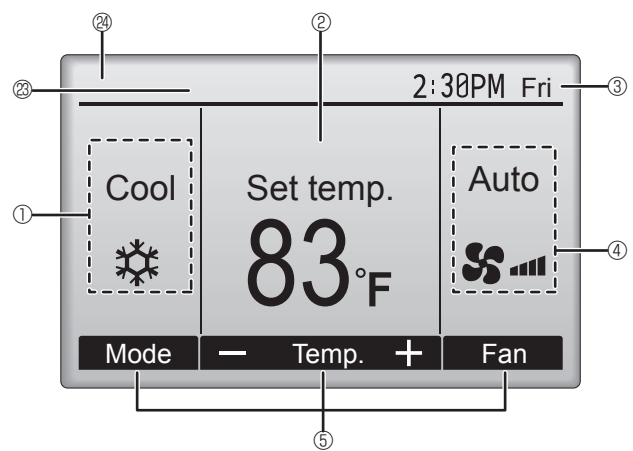 ㉔ ②
㉓ 2:30PM Fri ③
① Cool Set temp. Auto ④
83°F
Mode − Temp. + Fan
⑤